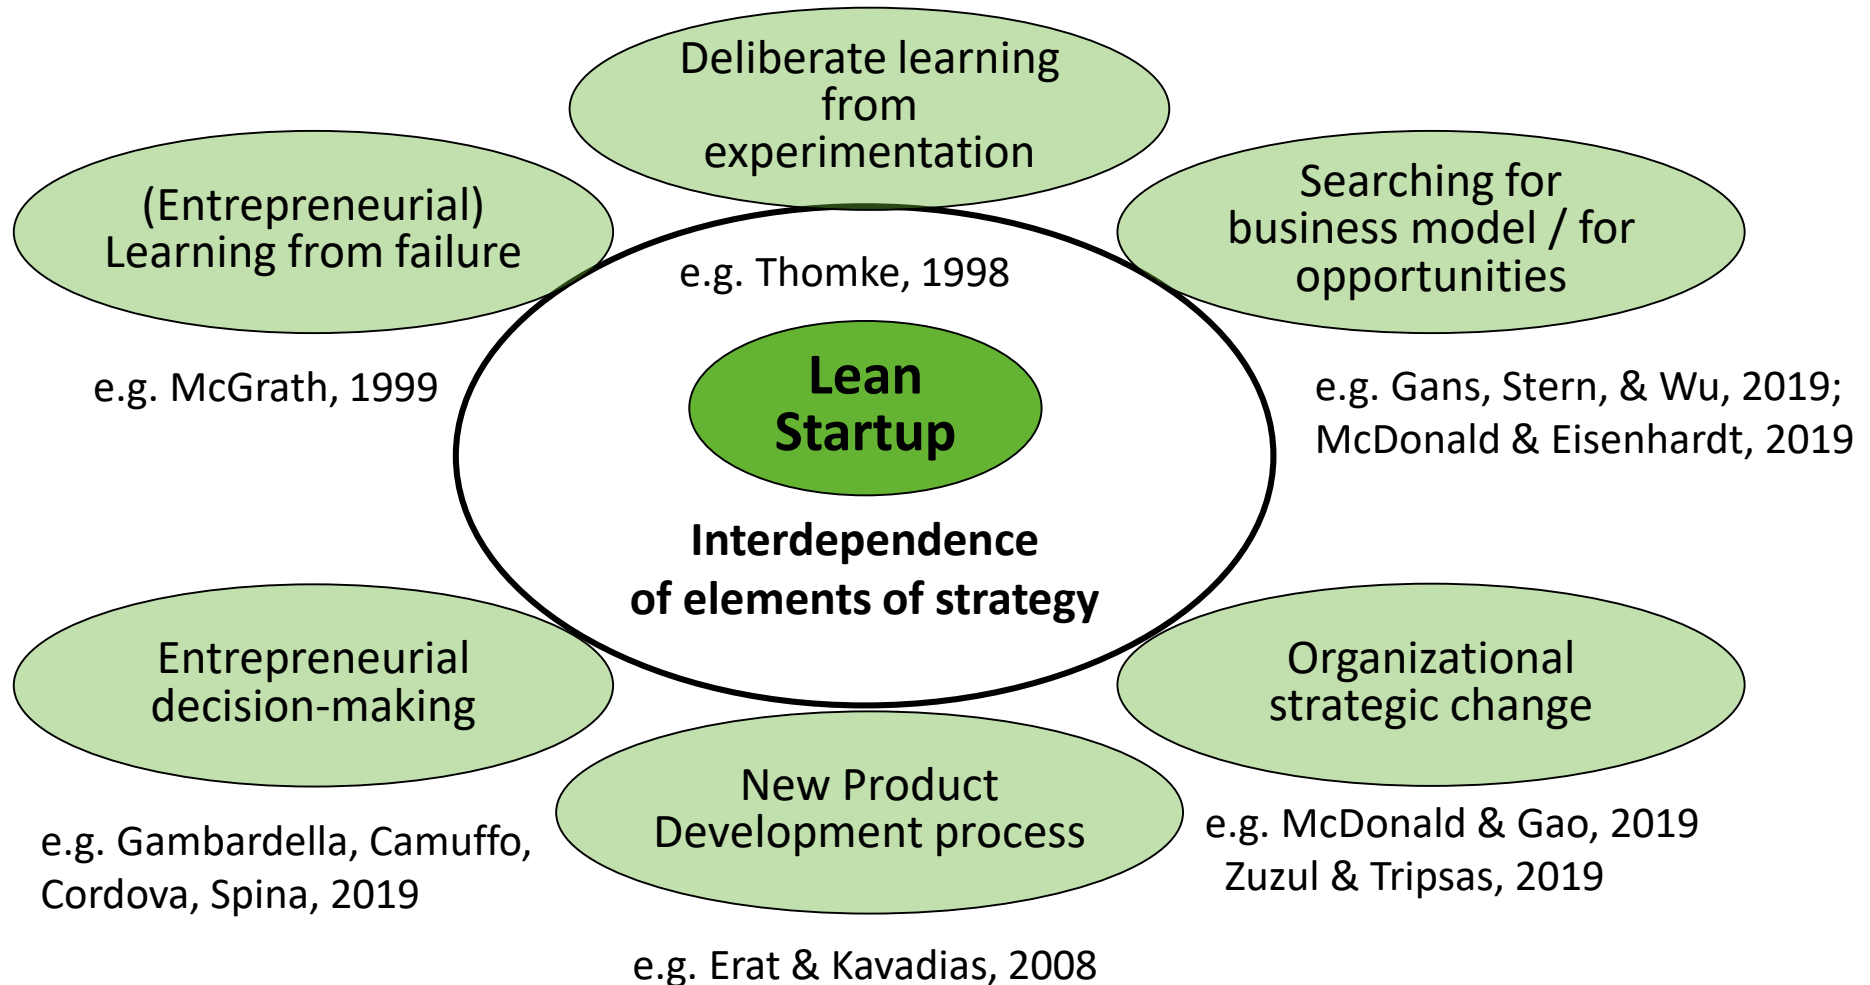 Deliberate learning
from
experimentation
(Entrepreneurial)
Learning from failure
Searching for
business model / for
opportunities
e.g. Thomke, 1998
e.g. McGrath, 1999
Lean
Startup
e.g. Gans, Stern, & Wu, 2019;
McDonald & Eisenhardt, 2019
Interdependence
of elements of strategy
Entrepreneurial
decision-making
Organizational
strategic change
New Product
Development process
e.g. Gambardella, Camuffo,
Cordova, Spina, 2019
e.g. McDonald & Gao, 2019
Zuzul & Tripsas, 2019
e.g. Erat & Kavadias, 2008